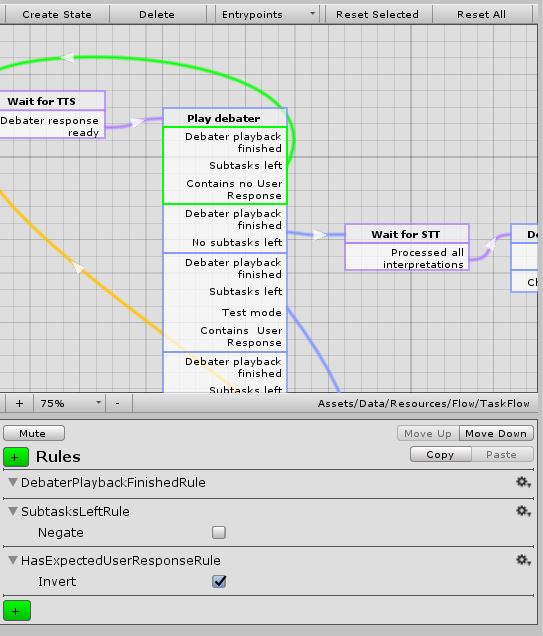 Create State
Delete
Entrypoints
Reset Selected
Reset All
Wait for TTS
Debater response
ready
Play debater
Debater playback
finished
Subtasks left
Contains no User
Response
Debater playback
finished
No subtasks left
Debater playback
finished
Subtasks left
Test mode
Contains  User
Response
Debater playback
finished
Subtasks left
Wait for STT
Processed all
interpretations
+
75%
-
Assets/Data/Resources/Flow/TaskFlow
Mute
Move Up
Move Down
+
Rules
Copy
Paste
DebaterPlaybackFinishedRule
SubtasksLeftRule
Negate
HasExpectedUserResponseRule
Invert
+